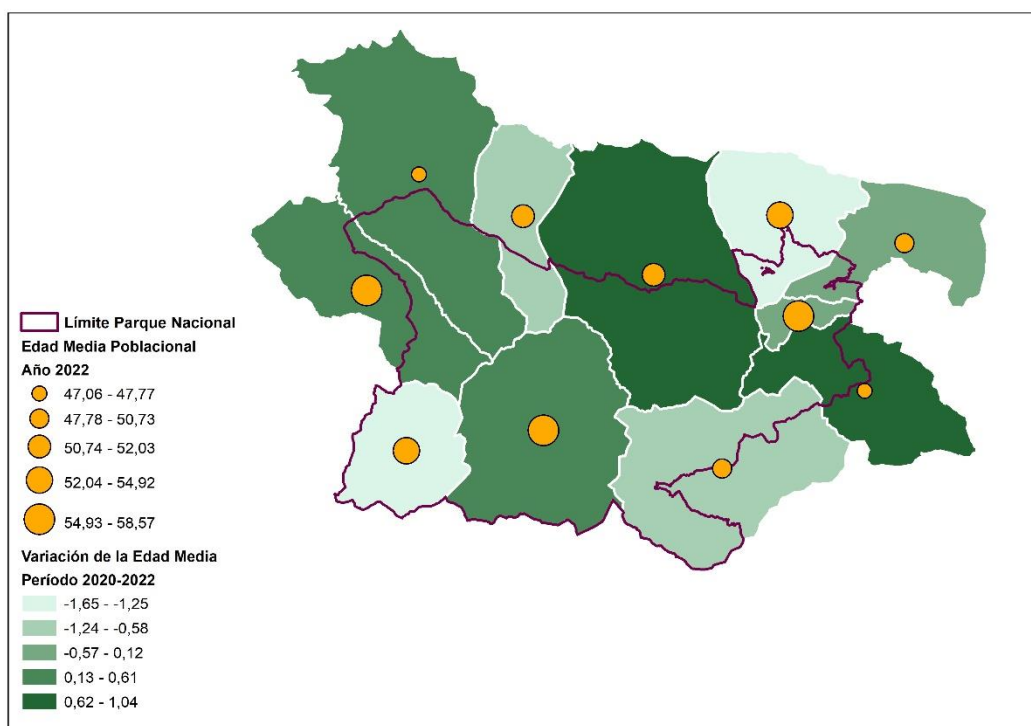 Límite Parque Nacional
Edad Media Poblacional
Año 2022
47,06 - 47,77
47,78 - 50,73
50,74 - 52,03
52,04 - 54,92
54,93 - 58,57
Variación de la Edad Media
Período 2020-2022
-1,65 - -1,25
-1,24 - -0,58
-0,57 - 0,12
0,13 - 0,61
0,62 - 1,04